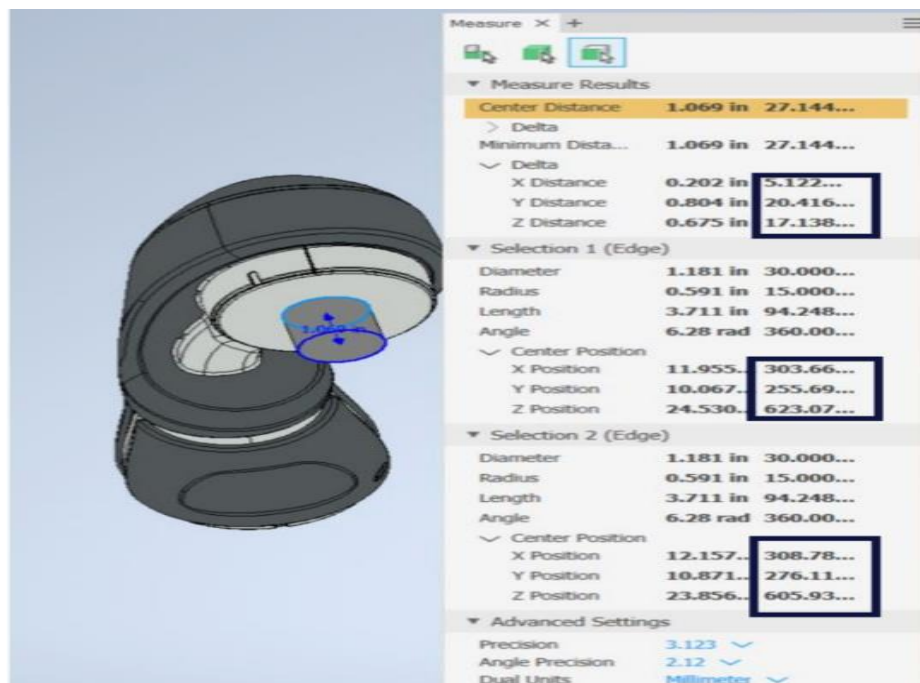 Measure × +
Measure Results
Center Distance 1.069 in 27.144...
Delta
Minimum Dista... 1.069 in 27.144...
Delta
X Distance 0.202 in 5.122...
Y Distance 0.804 in 20.416...
Z Distance 0.675 in 17.138...
Selection 1 (Edge)
Diameter 1.181 in 30.000...
Radius 0.591 in 15.000...
Length 3.711 in 94.248...
Angle 6.28 rad 360.00...
Center Position
X Position 11.955.. 303.66...
Y Position 10.067.. 255.69...
Z Position 24.530.. 623.07...
Selection 2 (Edge)
Diameter 1.181 in 30.000...
Radius 0.591 in 15.000...
Length 3.711 in 94.248...
Angle 6.28 rad 360.00...
Center Position
X Position 12.157.. 308.78...
Y Position 10.871.. 276.11...
Z Position 23.856.. 605.93...
Advanced Settings
Precision 3.123
Angle Precision 2.12
Dual Units Millimeter
1.069 in